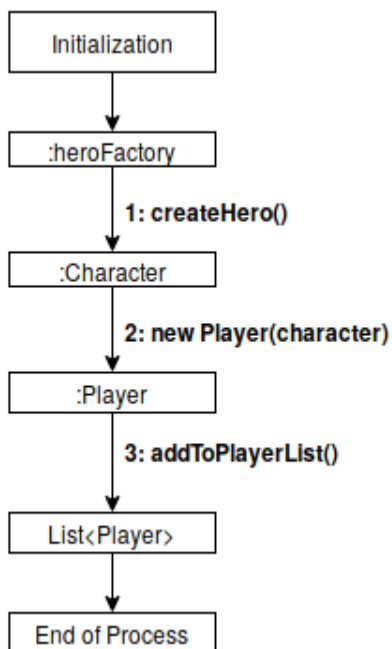 Initialization
:heroFactory
1: createHero()
:Character
2: new Player(character)
:Player
3: addToPlayerList()
List<Player>
End of Process